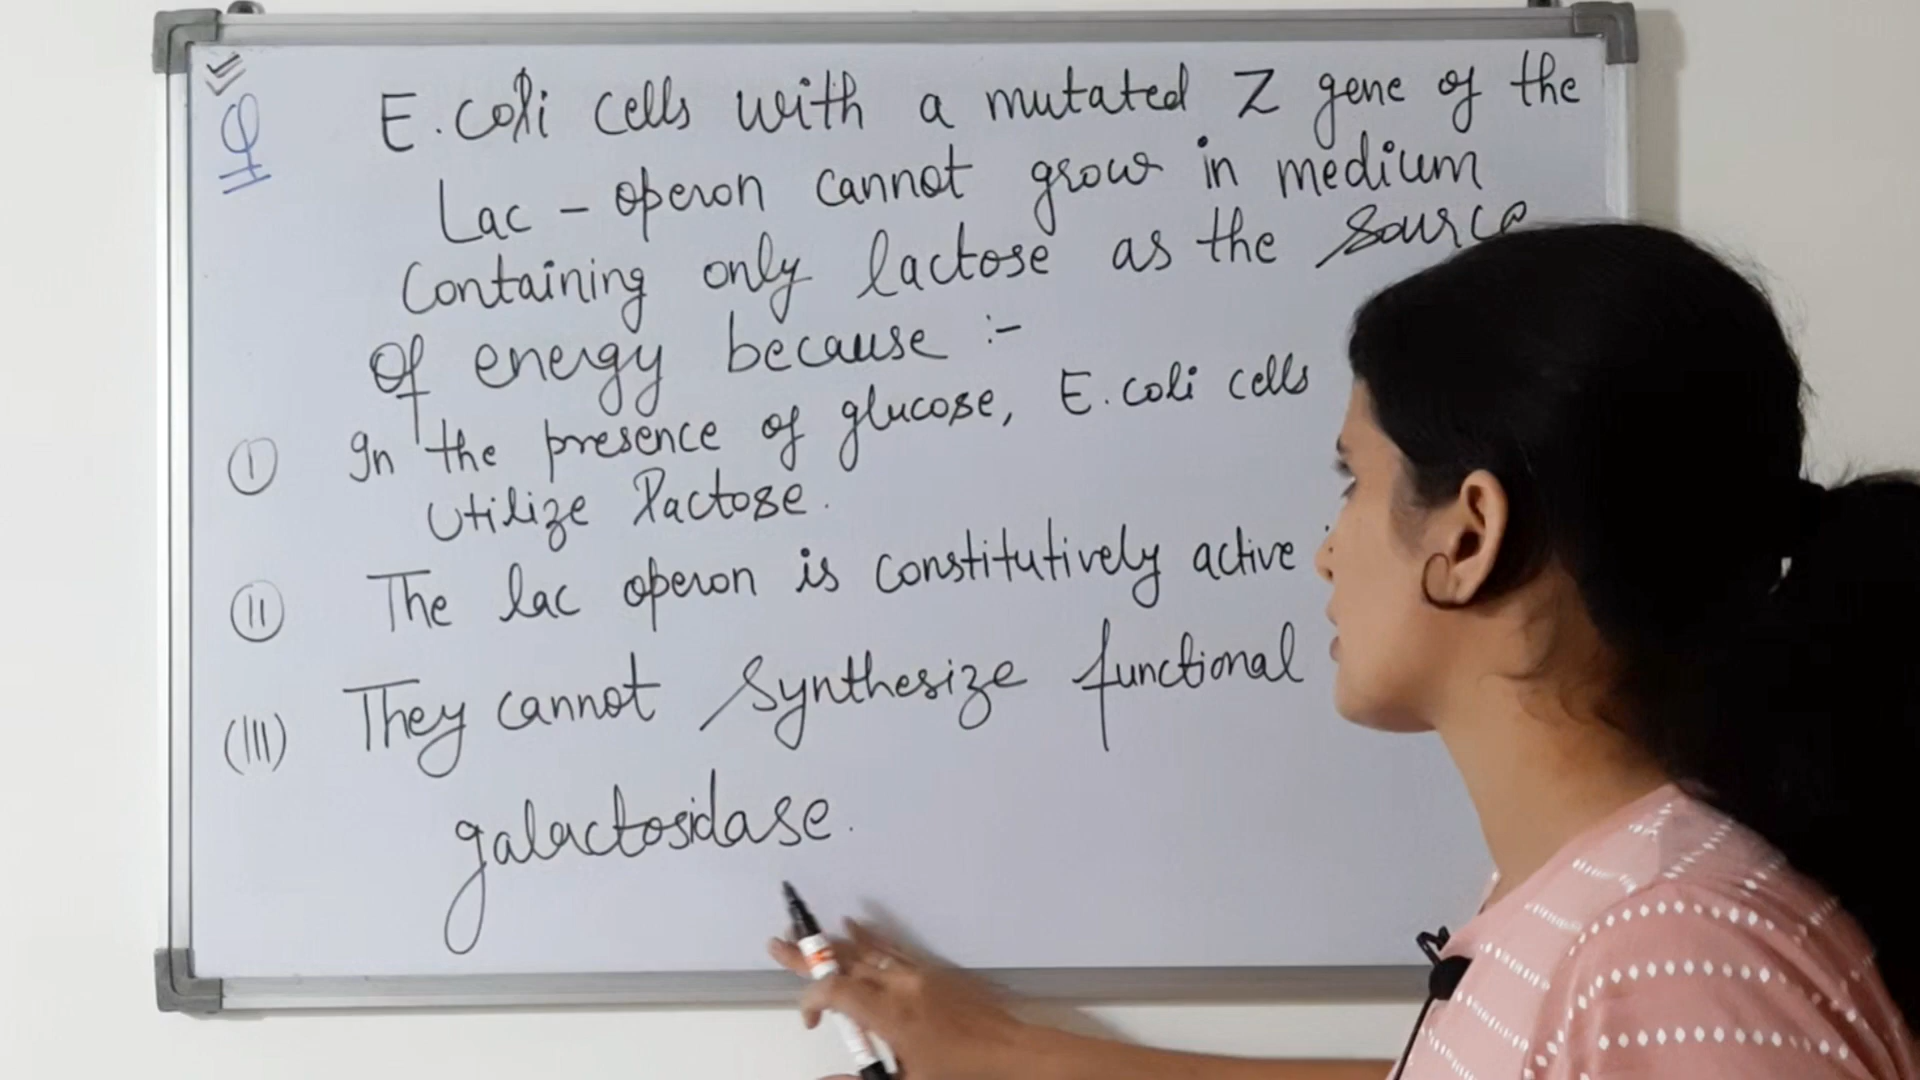 Q
E.coli cells with a mutated Z gene of the
Lac - operon cannot grow in medium
Containing only lactose as the source
of energy because :-
(I) In the presence of glucose, E.coli cells
Utilize lactose.
(II) The lac operon is constitutively active
(III) They cannot synthesize functional
galactosidase.